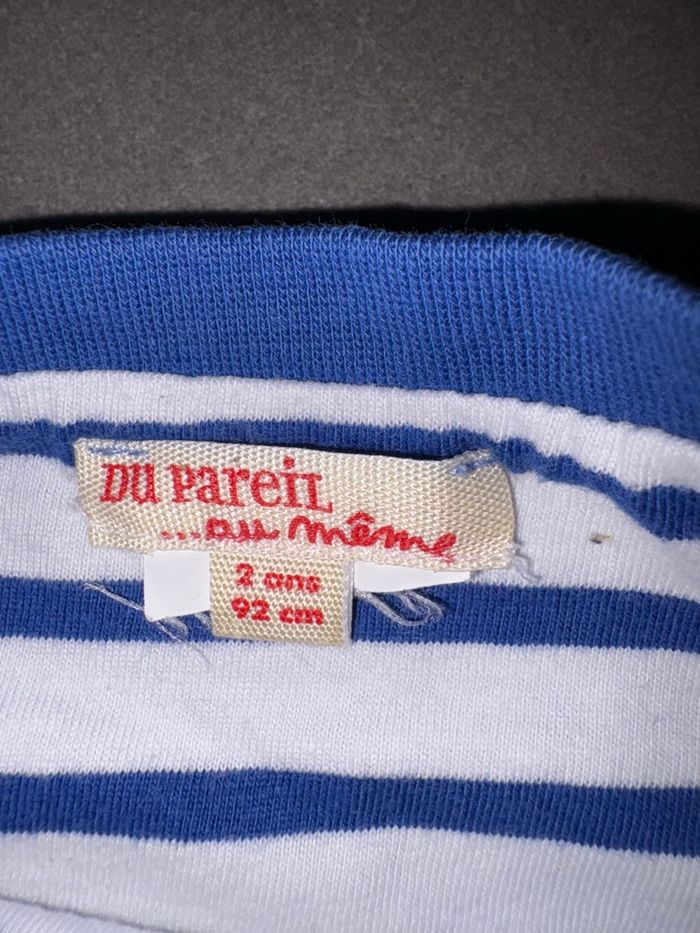 DU PareiL
...au même
2 ans
92 cm